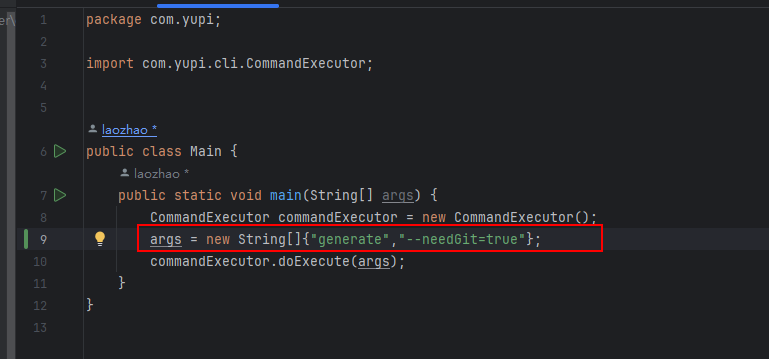 er\
1 package com.yupi;
2
3 import com.yupi.cli.CommandExecutor;
4
5
laozhao *
6 public class Main {
laozhao *
7 public static void main(String[] args) {
8 CommandExecutor commandExecutor = new CommandExecutor();
9 args = new String[]{"generate","--needGit=true"};
10 commandExecutor.doExecute(args);
11 }
12 }
13